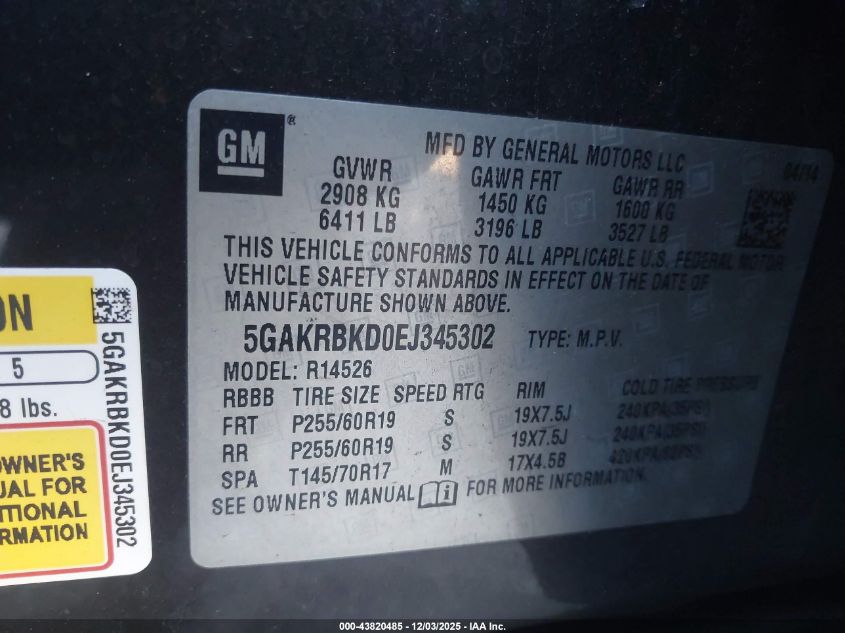 GM ®
MFD BY GENERAL MOTORS LLC 04/14
GVWR GAWR FRT GAWR RR
2908 KG 1450 KG 1600 KG
6411 LB 3196 LB 3527 LB
THIS VEHICLE CONFORMS TO ALL APPLICABLE U.S. FEDERAL MOTOR
VEHICLE SAFETY STANDARDS IN EFFECT ON THE DATE OF
MANUFACTURE SHOWN ABOVE.
5GAKRBKD0EJ345302 TYPE: M.P.V.
MODEL: R14526
RBBB TIRE SIZE SPEED RTG RIM COLD TIRE PRESSURE
FRT P255/60R19 S 19X7.5J 240KPA(35PSI)
RR P255/60R19 S 19X7.5J 240KPA(35PSI)
SPA T145/70R17 M 17X4.5B 420KPA(60PSI)
SEE OWNER'S MANUAL FOR MORE INFORMATION.
ON
5
8 lbs.
OWNER'S
UAL FOR
ITIONAL
RMATION
5GAKRBKD0EJ345302
000-43820485 - 12/03/2025 - IAA Inc.